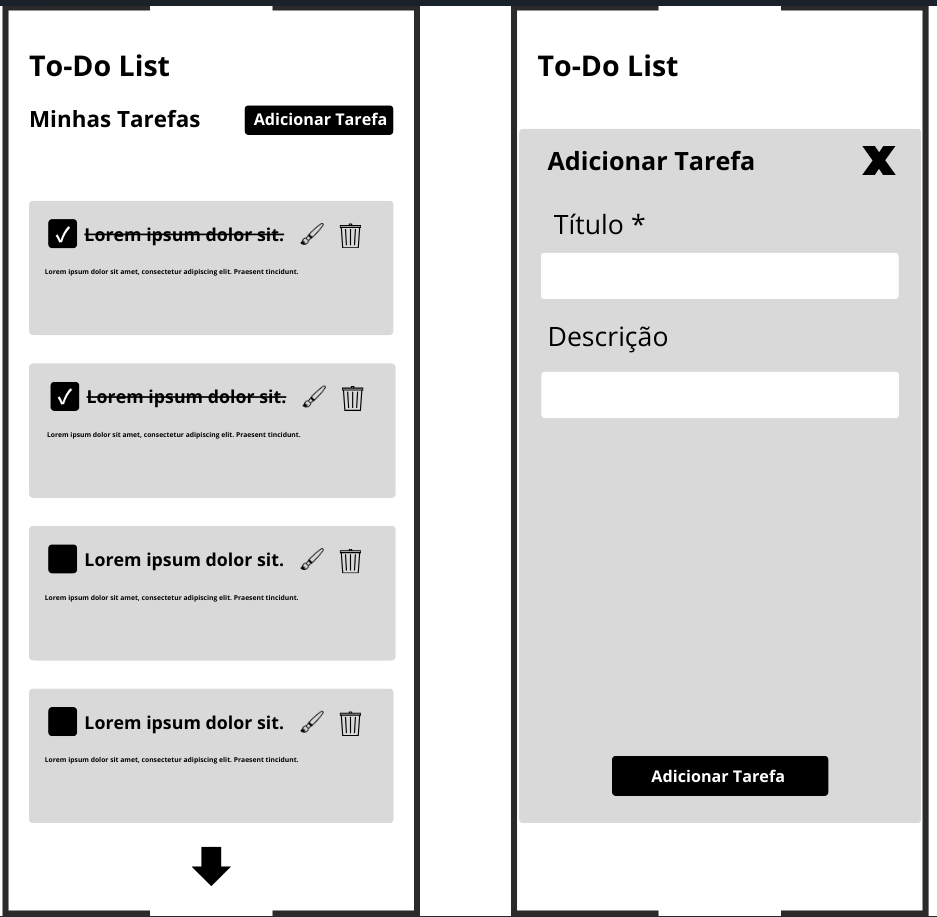 To-Do List
Minhas Tarefas
Adicionar Tarefa
Lorem ipsum dolor sit.
Lorem ipsum dolor sit amet, consectetur adipiscing elit. Praesent tincidunt.
Lorem ipsum dolor sit.
Lorem ipsum dolor sit amet, consectetur adipiscing elit. Praesent tincidunt.
Lorem ipsum dolor sit.
Lorem ipsum dolor sit amet, consectetur adipiscing elit. Praesent tincidunt.
Lorem ipsum dolor sit.
Lorem ipsum dolor sit amet, consectetur adipiscing elit. Praesent tincidunt.
To-Do List
Adicionar Tarefa
X
Título *
Descrição
Adicionar Tarefa